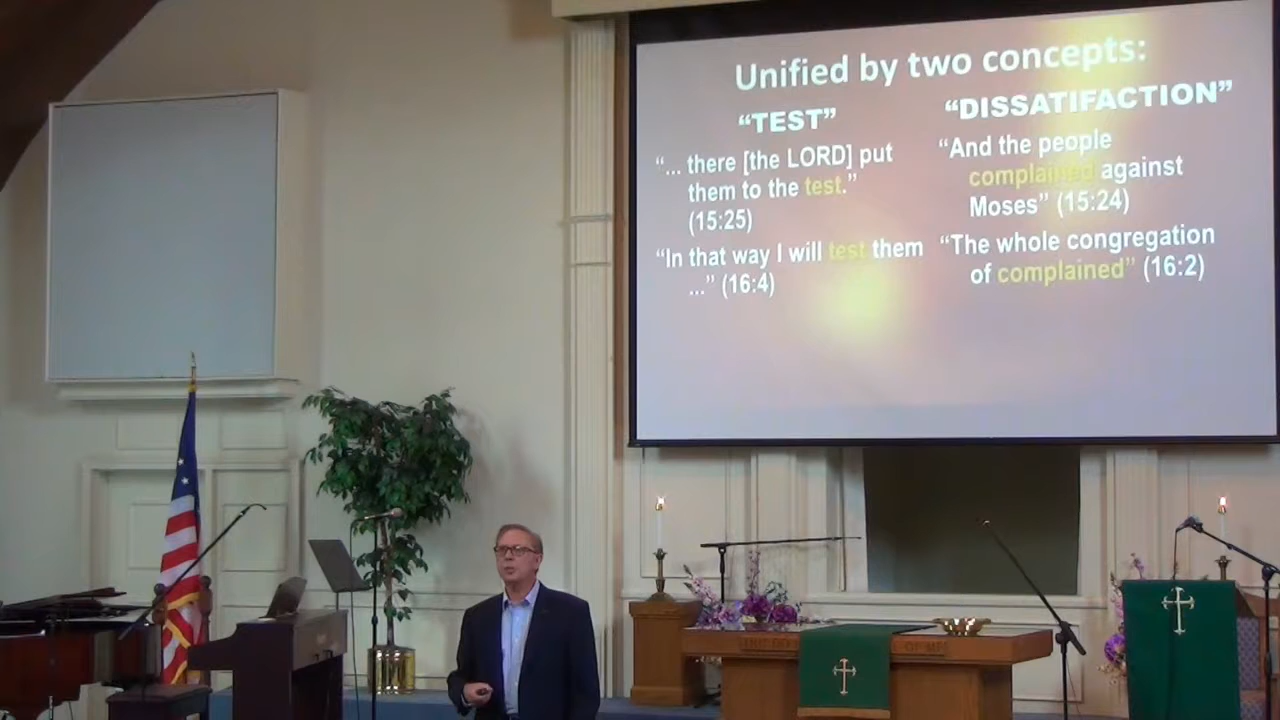 Unified by two concepts:
“TEST”
“... there [the LORD] put
them to the test.”
(15:25)
“In that way I will test them
...” (16:4)
“DISSATIFACTION”
“And the people
complained against
Moses” (15:24)
“The whole congregation
of complained” (16:2)